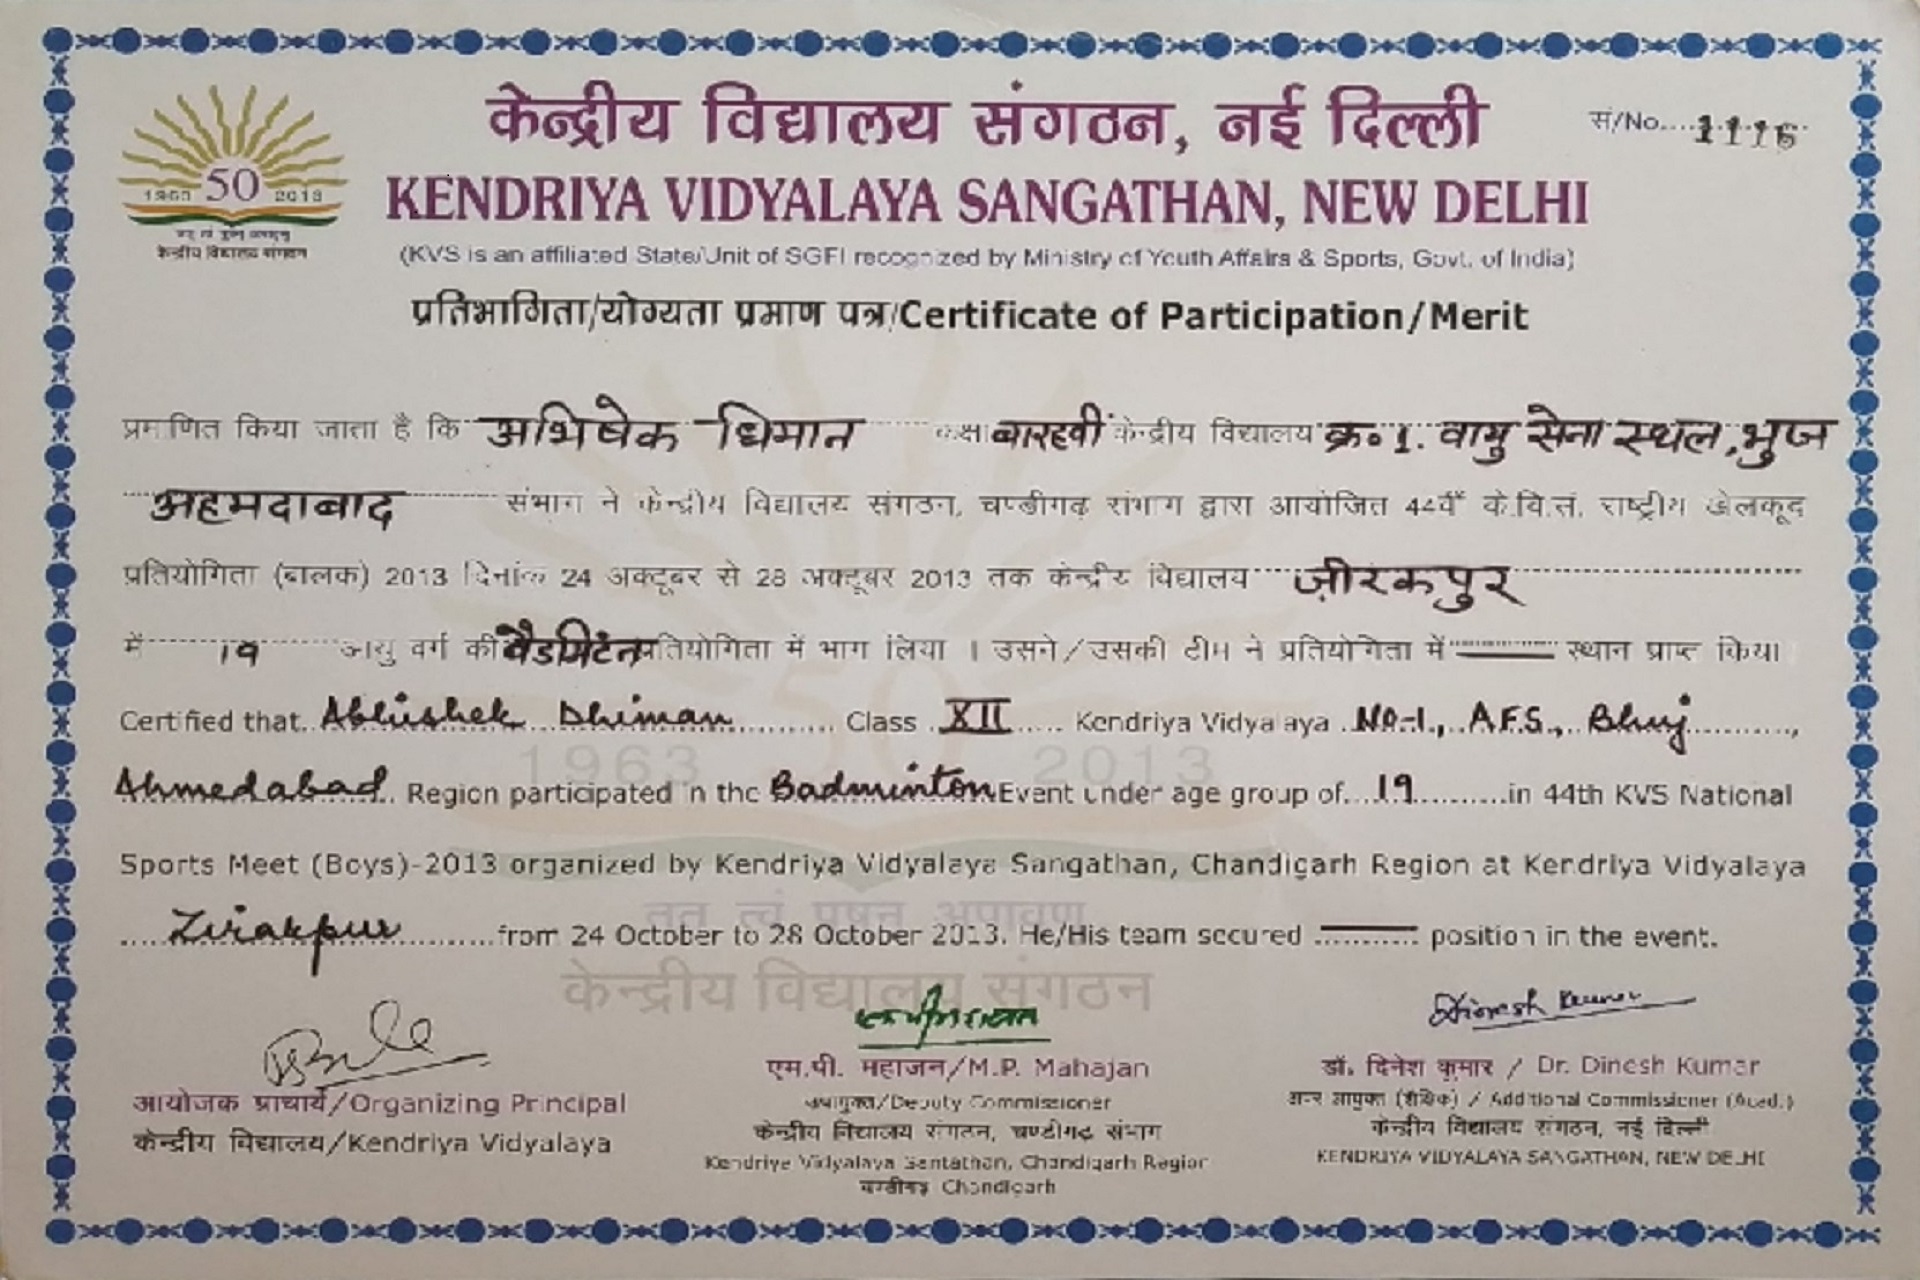 केन्द्रीय विद्यालय संगठन, नई दिल्ली
सं/No....1116
1963 50 2013
केन्द्रीय विद्यालय संगठन
KENDRIYA VIDYALAYA SANGATHAN, NEW DELHI
(KVS is an affiliated State/Unit of SGFI recognized by Ministry of Youth Affairs & Sports, Govt. of India)
प्रतिभागिता/योग्यता प्रमाण पत्र/Certificate of Participation/Merit
प्रमाणित किया जाता है कि अभिषेक धिमान कक्षा बारहवीं केन्द्रीय विद्यालय क्र० 1. वायु सेना स्थल, भुज
अहमदाबाद संभाग ने केन्द्रीय विद्यालय संगठन, चण्डीगढ़ संभाग द्वारा आयोजित 44वीं के.वि.सं. राष्ट्रीय खेलकूद
प्रतियोगिता (बालक) 2013 दिनांक 24 अक्टूबर से 28 अक्टूबर 2013 तक केन्द्रीय विद्यालय ज़ीरकपुर
में 19 आयु वर्ग की बैडमिंटन प्रतियोगिता में भाग लिया । उसने/उसकी टीम ने प्रतियोगिता में ——— स्थान प्राप्त किया
Certified that Abhishek Dhiman Class XII Kendriya Vidyalaya NO-1, A.F.S., Bhuj,
Ahmedabad Region participated in the Badminton Event under age group of 19 in 44th KVS National
Sports Meet (Boys)-2013 organized by Kendriya Vidyalaya Sangathan, Chandigarh Region at Kendriya Vidyalaya
Zirakpur from 24 October to 28 October 2013. He/His team secured ——— position in the event.
1963 50 2013
तत् त्वं पूषन् अपावृणु
केन्द्रीय विद्यालय संगठन
Dinesh Kumar
आयोजक प्राचार्य/Organizing Principal
केन्द्रीय विद्यालय/Kendriya Vidyalaya
एम.पी. महाजन/M.P. Mahajan
उपायुक्त/Deputy Commissioner
केन्द्रीय विद्यालय संगठन, चण्डीगढ़ संभाग
Kendriya Vidyalaya Santathan, Chandigarh Region
चण्डीगढ़ Chandigarh
डॉ. दिनेश कुमार / Dr. Dinesh Kumar
अपर आयुक्त (शैक्षिक) / Additional Commissioner (Acad.)
केन्द्रीय विद्यालय संगठन, नई दिल्ली
KENDRIYA VIDYALAYA SANGATHAN, NEW DELHI